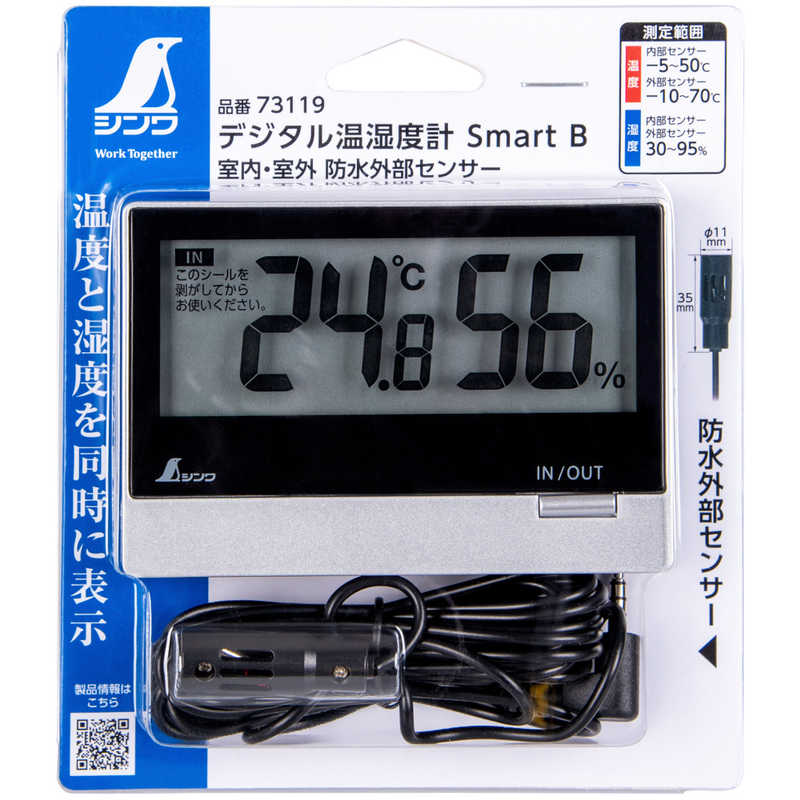 シンワ
Work Together
品番 73119
デジタル温湿度計 Smart B
室内・室外 防水外部センサー
測定範囲
温度
内部センサー
−5~50℃
外部センサー
−10~70℃
湿度
内部センサー
外部センサー
30~95%
温度と湿度を同時に表示
IN
このシールを
剥がしてから
お使いください。
24.8℃ 56%
シンワ
IN/OUT
φ11
mm
35
mm
防水外部センサー
製品情報は
こちら